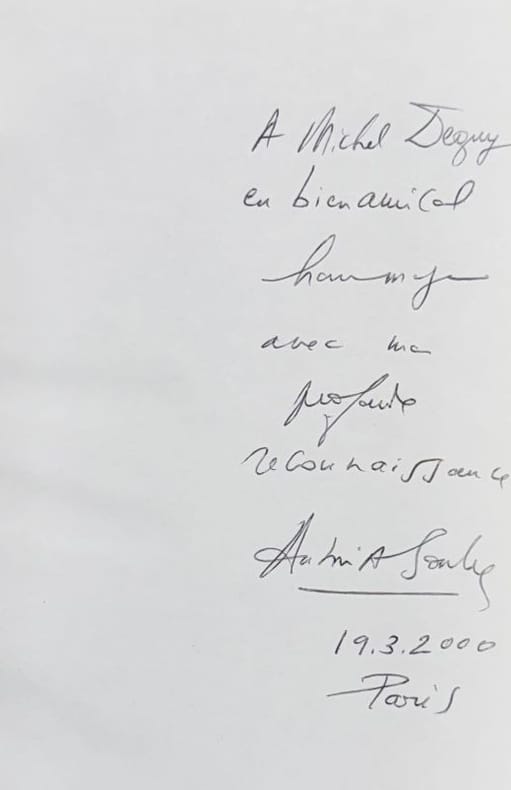 A Michel Deguy
en bien amical
hommage
avec ma
profonde
reconnaissance
19.3.2000
Paris